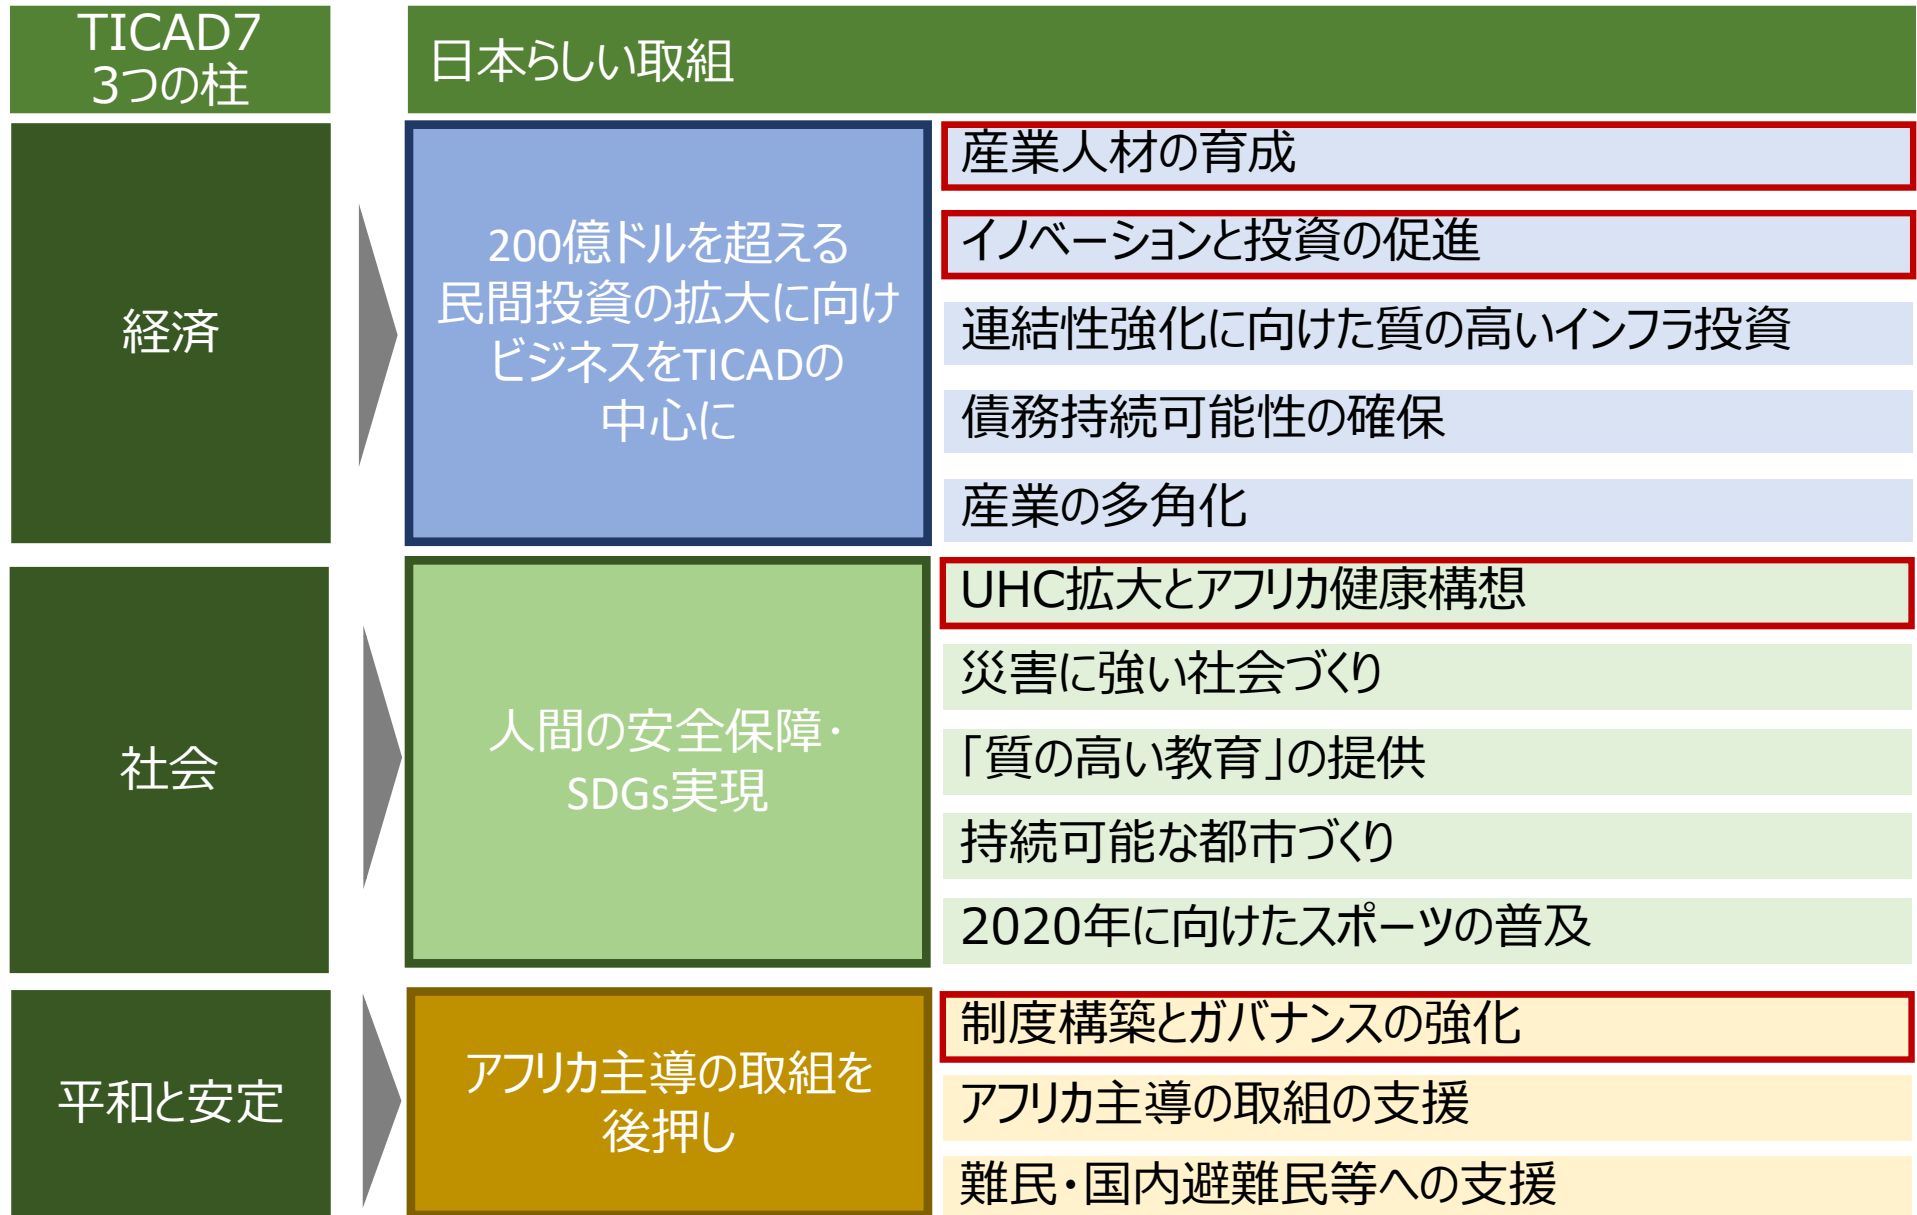 TICAD7
3つの柱
日本らしい取組
経済
200億ドルを超える
民間投資の拡大に向け
ビジネスをTICADの
中心に
産業人材の育成
イノベーションと投資の促進
連結性強化に向けた質の高いインフラ投資
債務持続可能性の確保
産業の多角化
社会
人間の安全保障・
SDGs実現
UHC拡大とアフリカ健康構想
災害に強い社会づくり
「質の高い教育」の提供
持続可能な都市づくり
2020年に向けたスポーツの普及
平和と安定
アフリカ主導の取組を
後押し
制度構築とガバナンスの強化
アフリカ主導の取組の支援
難民・国内避難民等への支援